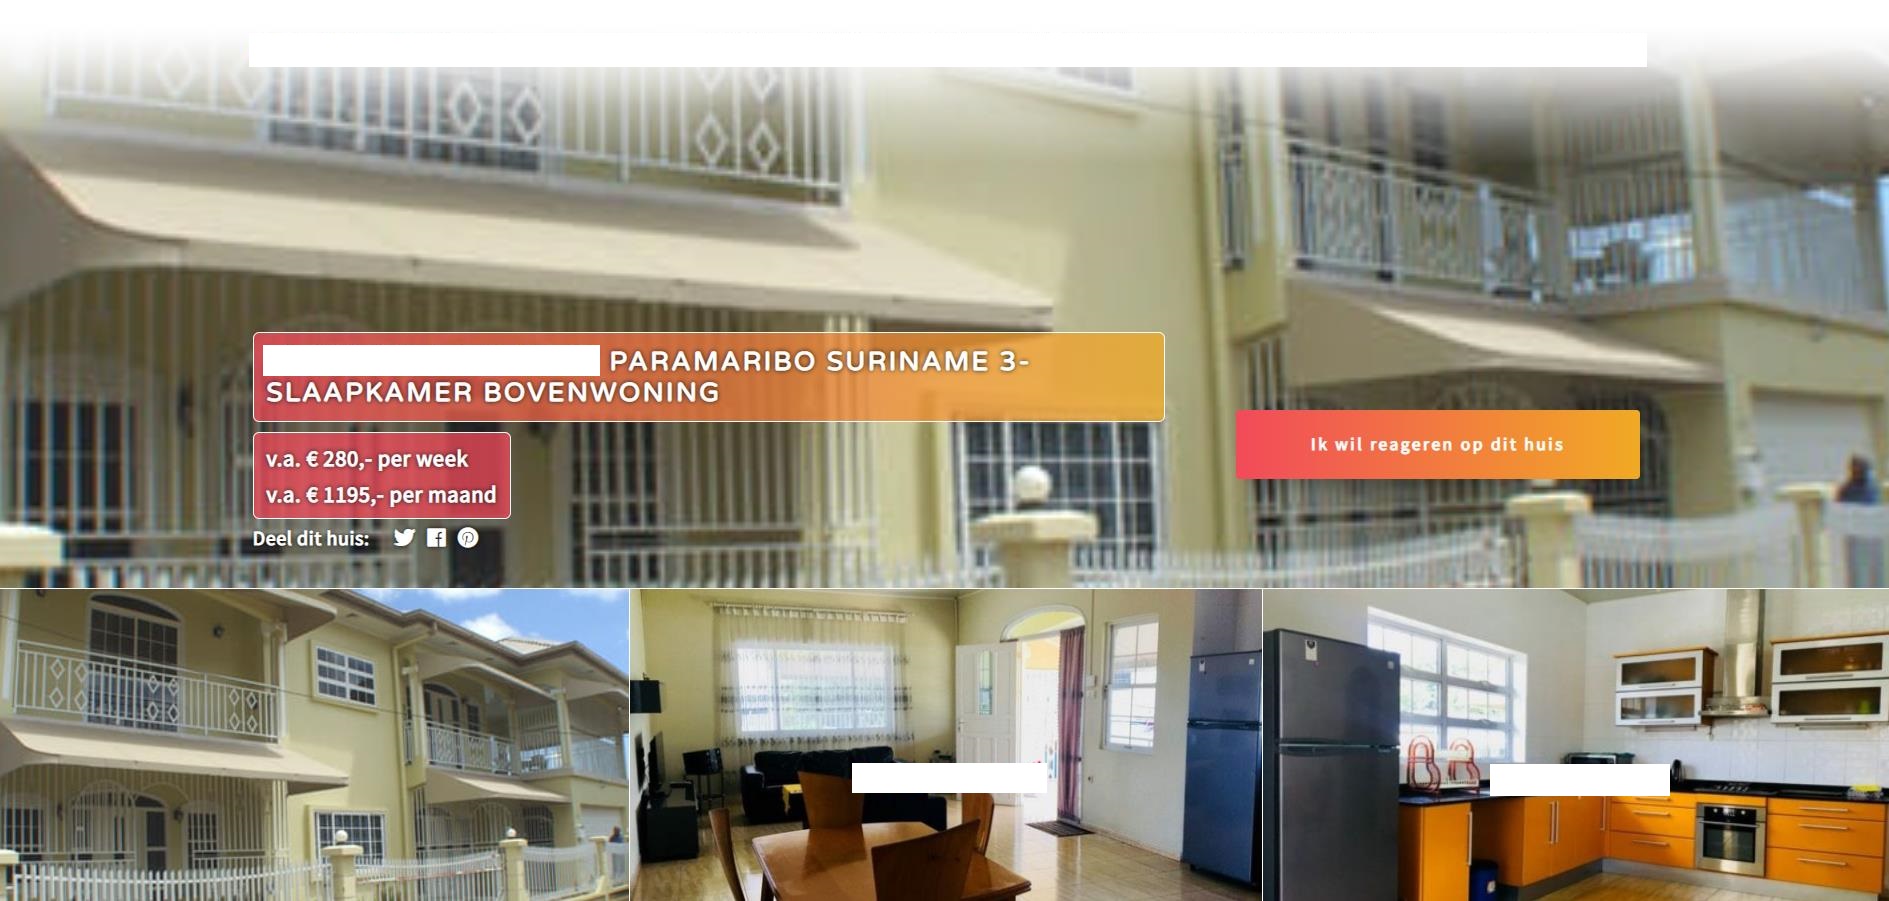 PARAMARIBO SURINAME 3-
SLAAPKAMER BOVENWONING
v.a. € 280,- per week
v.a. € 1195,- per maand
Ik wil reageren op dit huis
Deel dit huis: